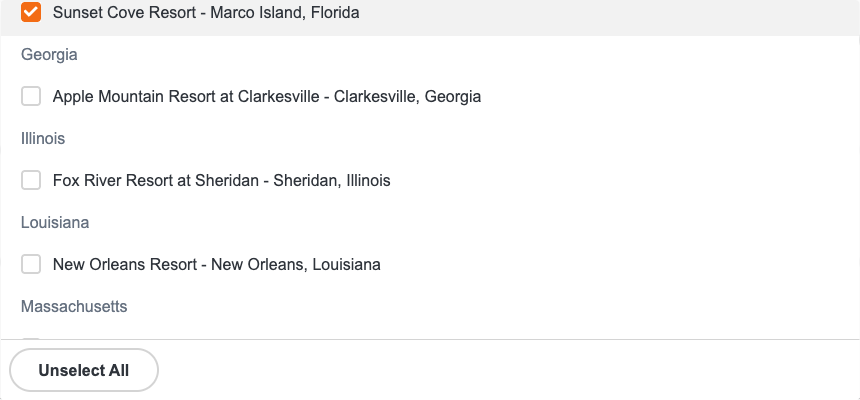 Sunset Cove Resort - Marco Island, Florida
Georgia
Apple Mountain Resort at Clarkesville - Clarkesville, Georgia
Illinois
Fox River Resort at Sheridan - Sheridan, Illinois
Louisiana
New Orleans Resort - New Orleans, Louisiana
Massachusetts
Unselect All